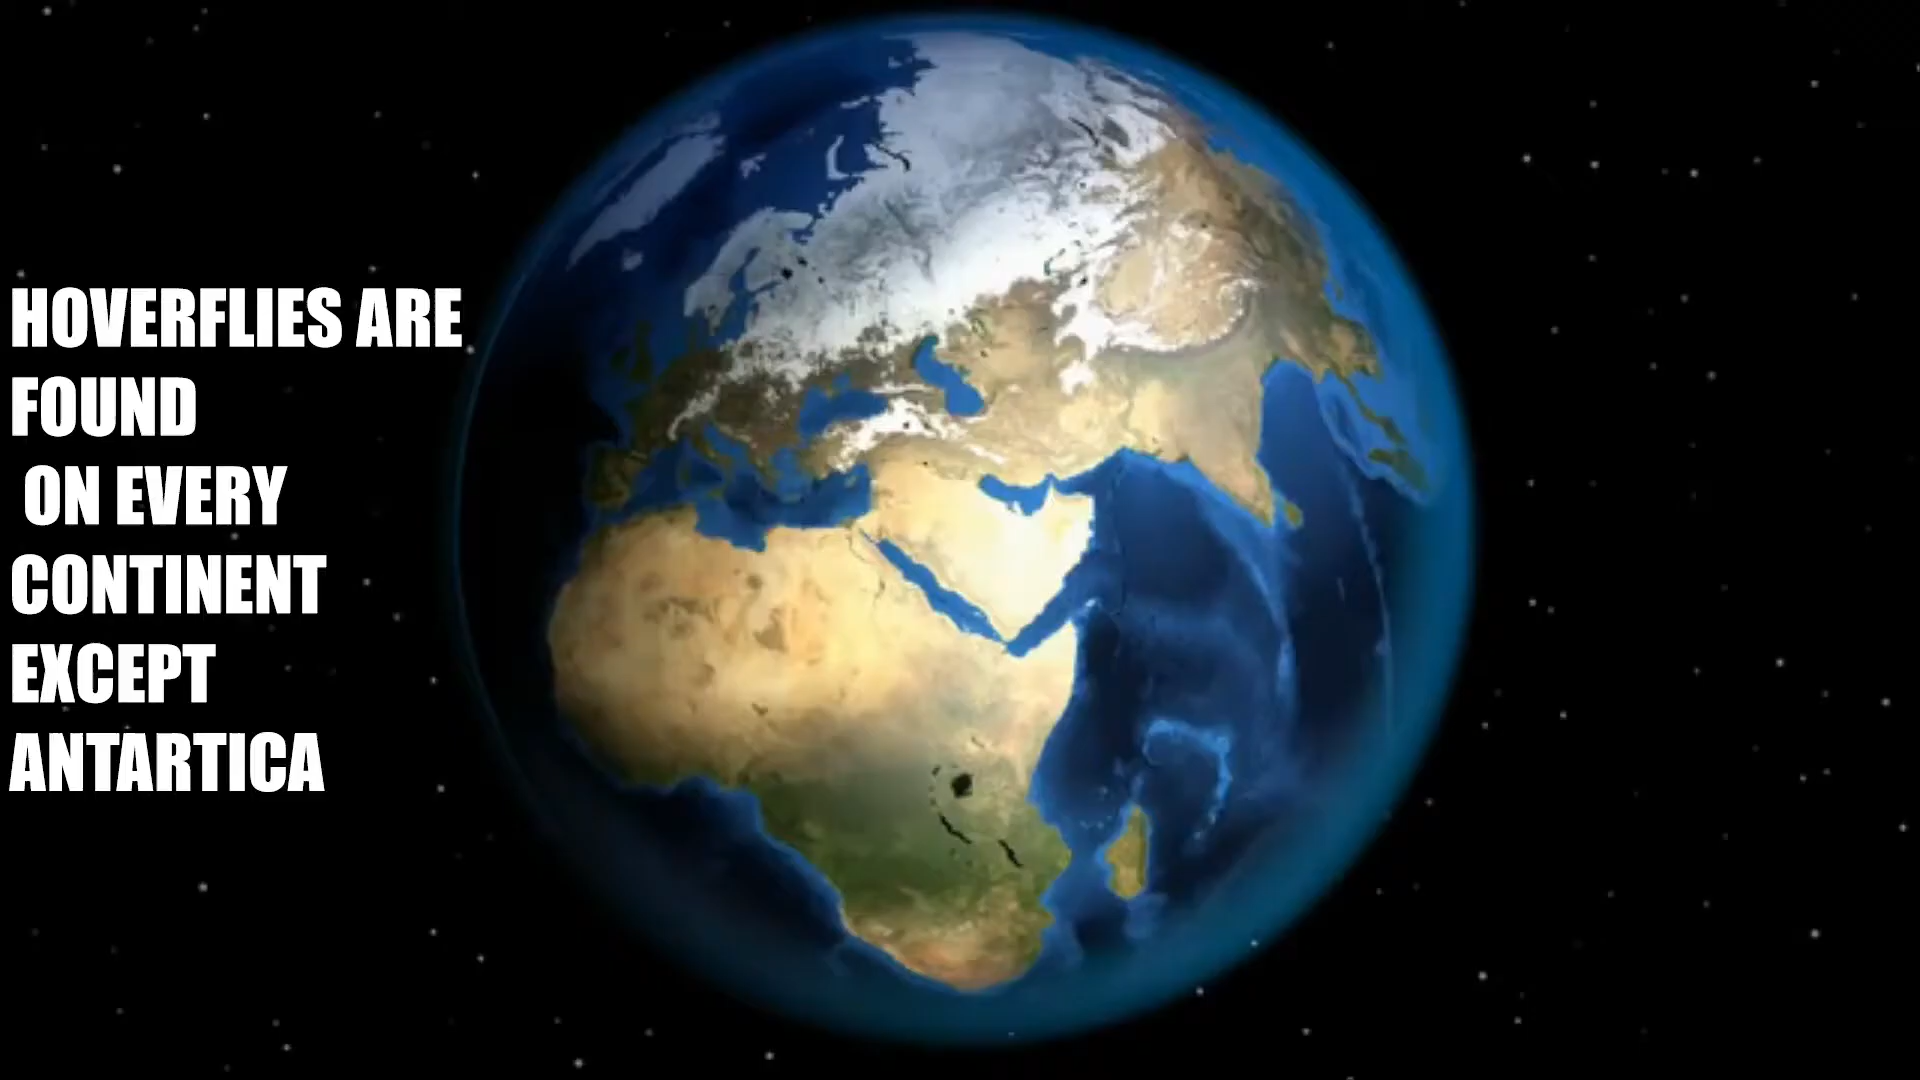 HOVERFLIES ARE
FOUND
ON EVERY
CONTINENT
EXCEPT
ANTARTICA